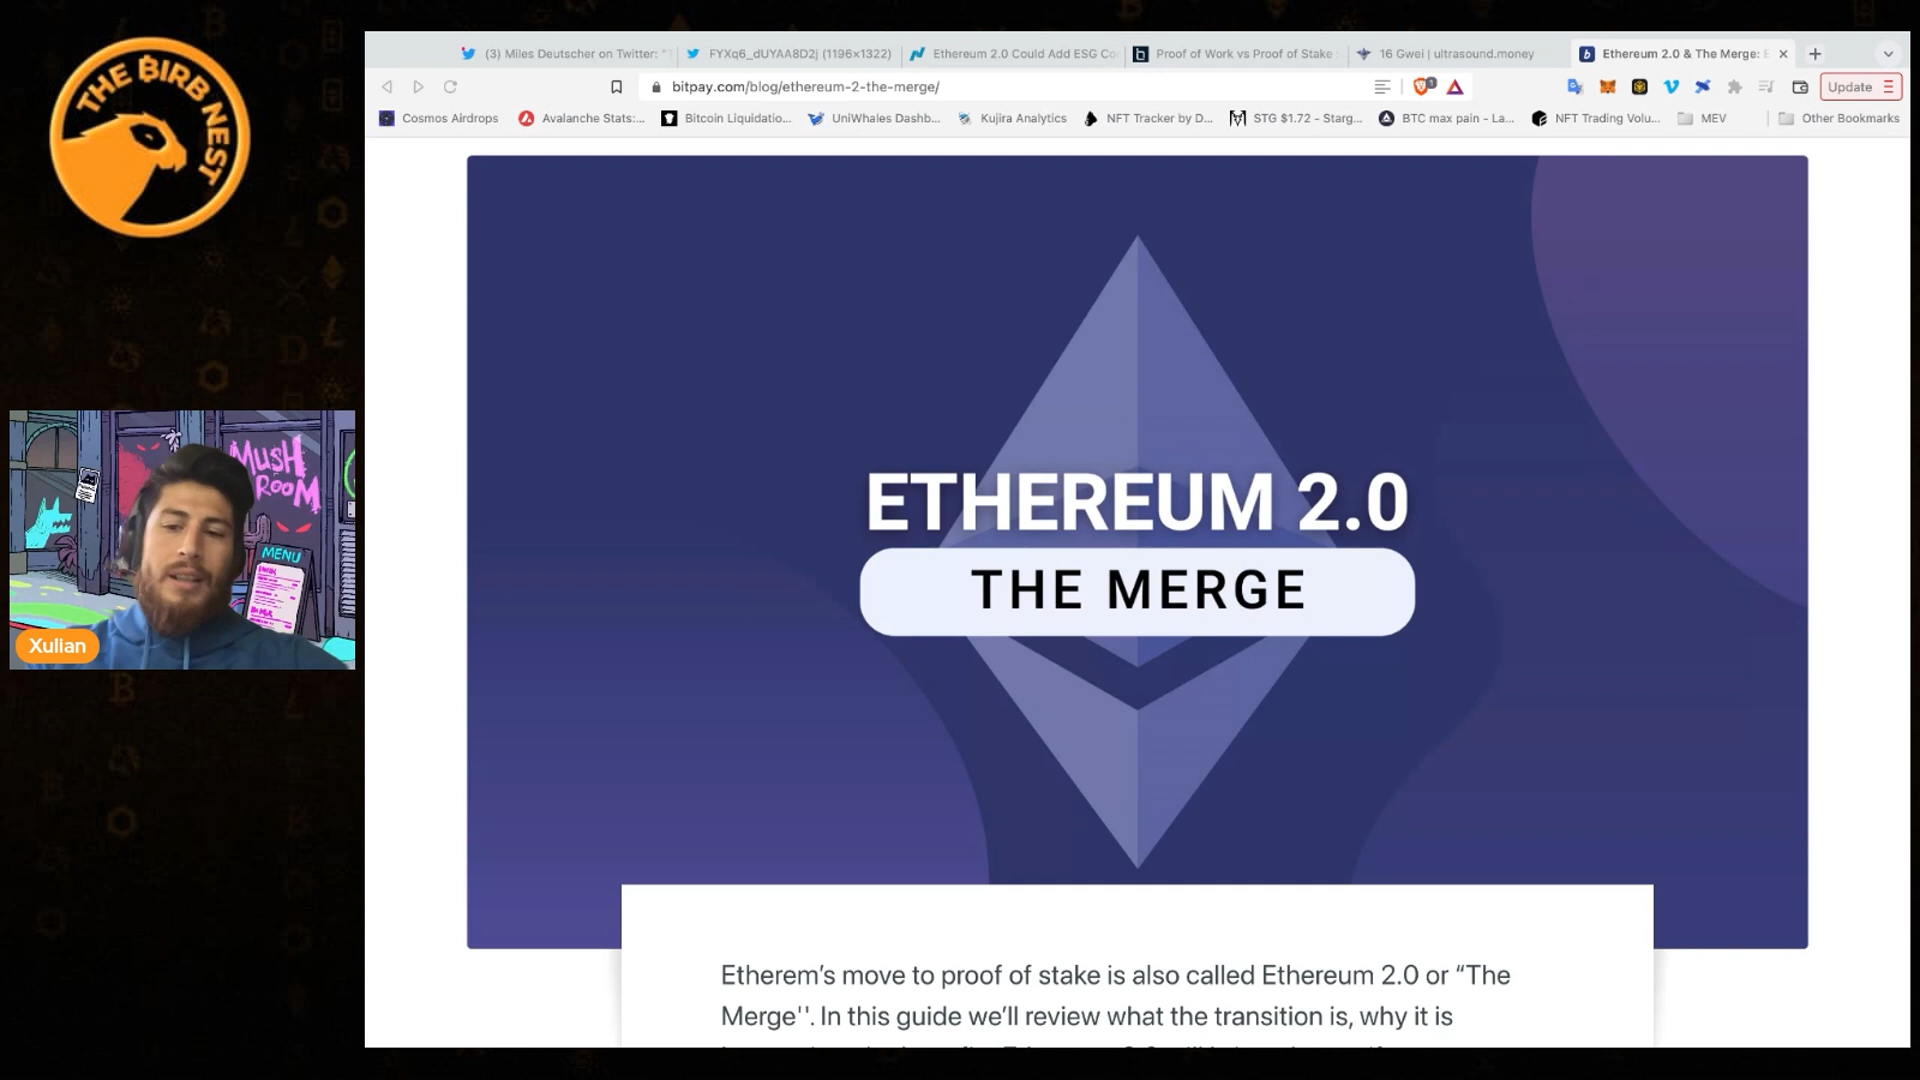 THE BIRB NEST
(3) Miles Deutscher on Twitter: "
FYXq6_dUYAA8D2j (1196×1322)
Ethereum 2.0 Could Add ESG Co
Proof of Work vs Proof of Stake
16 Gwei | ultrasound.money
Ethereum 2.0 & The Merge: E
bitpay.com/blog/ethereum-2-the-merge/
1
Update
Cosmos Airdrops
Avalanche Stats:...
Bitcoin Liquidatio...
UniWhales Dashb...
Kujira Analytics
NFT Tracker by D...
STG $1.72 - Starg...
BTC max pain - La...
NFT Trading Volu...
MEV
Other Bookmarks
ETHEREUM 2.0
THE MERGE
MUSH
ROOM
MENU
Xulian
Etherem’s move to proof of stake is also called Ethereum 2.0 or “The
Merge''. In this guide we’ll review what the transition is, why it is